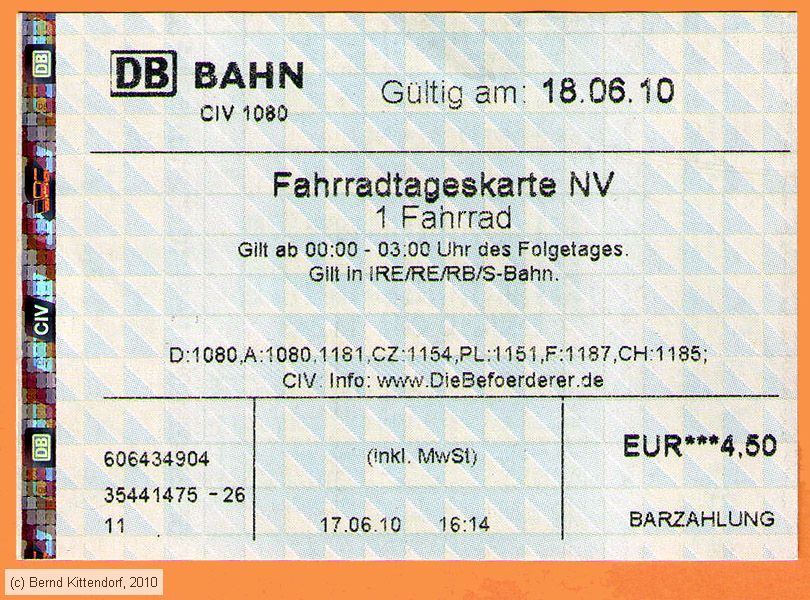 DB BAHN
CIV 1080
Gültig am: 18.06.10
Fahrradtageskarte NV
1 Fahrrad
Gilt ab 00:00 - 03:00 Uhr des Folgetages.
Gilt in IRE/RE/RB/S-Bahn.
D:1080,A:1080,1181,CZ:1154,PL:1151,F:1187,CH:1185;
CIV. Info: www.DieBefoerderer.de
606434904
35441475 - 26
11
(inkl. MwSt)
17.06.10 16:14
EUR***4,50
BARZAHLUNG
DB
CIV
DB
(c) Bernd Kittendorf, 2010